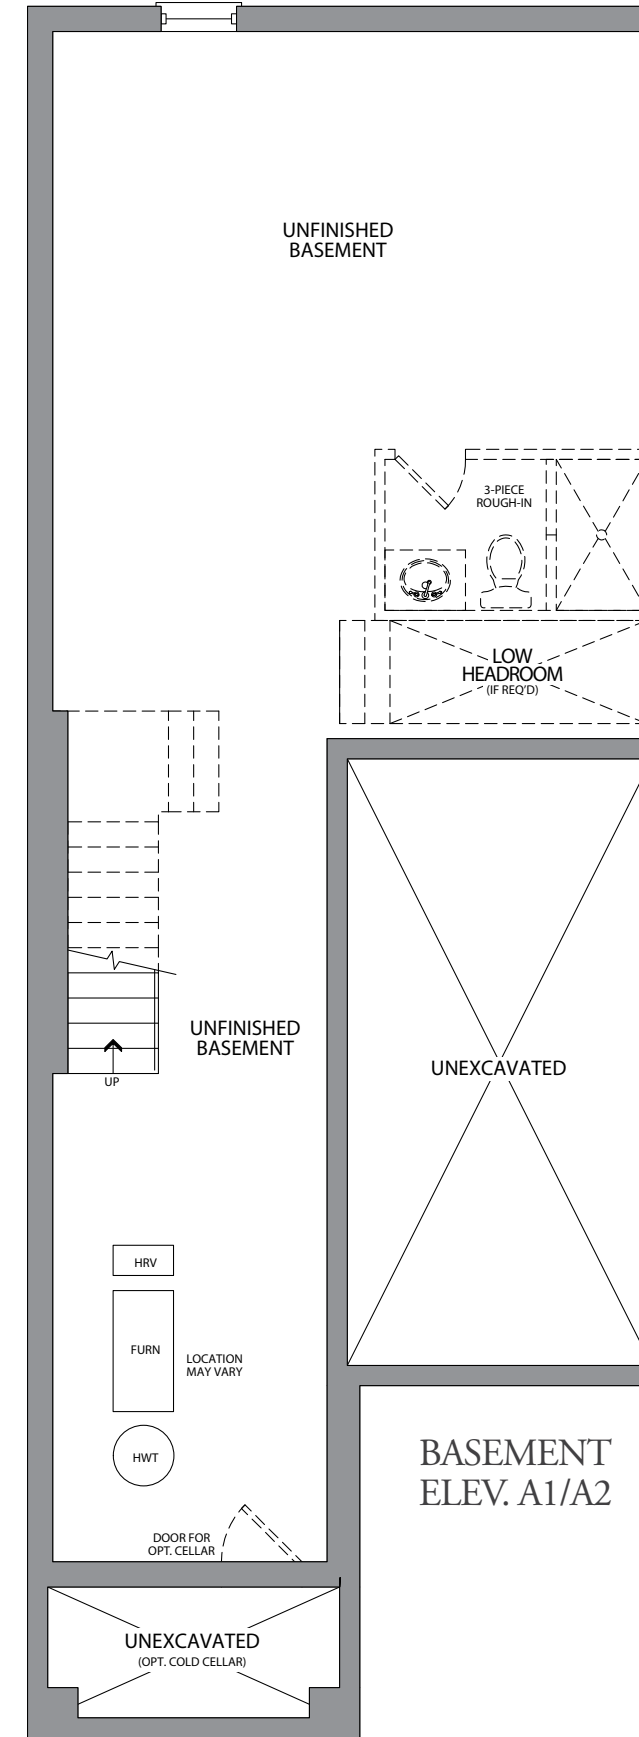 UNFINISHED
BASEMENT
3-PIECE
ROUGH-IN
LOW
HEADROOM
(IF REQ'D)
UNFINISHED
BASEMENT
UP
UNEXCAVATED
HRV
FURN
LOCATION
MAY VARY
HWT
BASEMENT
ELEV. A1/A2
DOOR FOR
OPT. CELLAR
UNEXCAVATED
(OPT. COLD CELLAR)